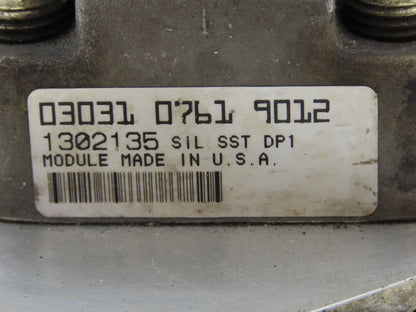 03031 0761 9012
1302135 SiL SST DP1
MODULE MADE IN U.S.A.